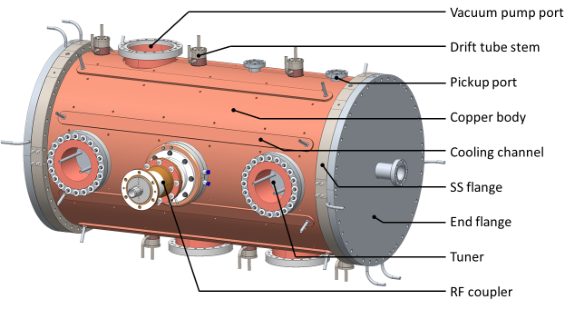 Vacuum pump port
Drift tube stem
Pickup port
Copper body
Cooling channel
SS flange
End flange
Tuner
RF coupler